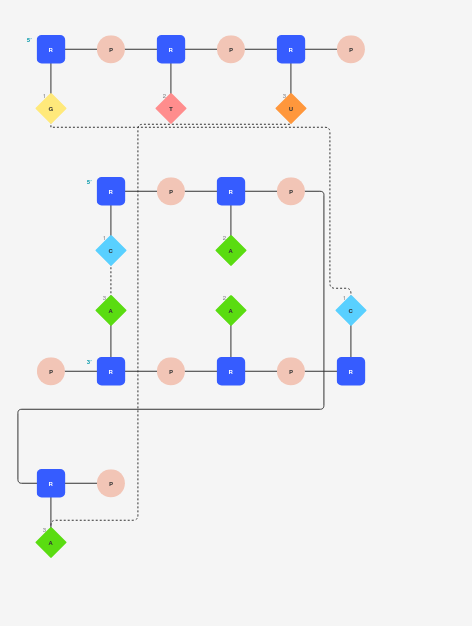 5' R P R P R P
1 2 3
G T U
5' R P R P
1 2
C A
3 2 1
A A C
P 3' R P R P R
R P
3
A